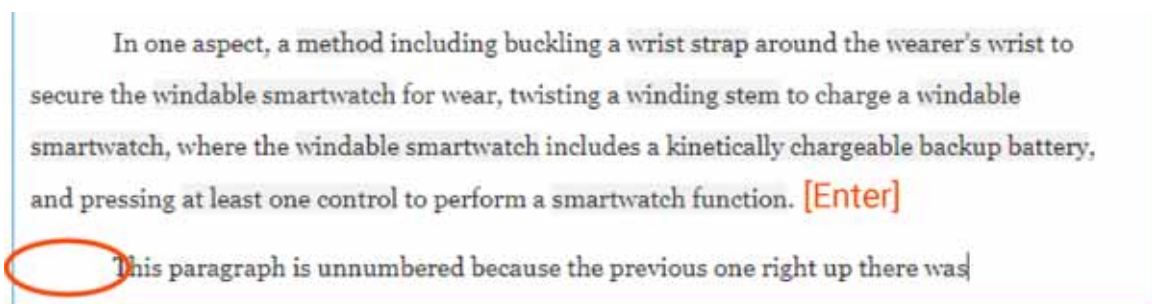 In one aspect, a method including buckling a wrist strap around the wearer's wrist to
secure the windable smartwatch for wear, twisting a winding stem to charge a windable
smartwatch, where the windable smartwatch includes a kinetically chargeable backup battery,
and pressing at least one control to perform a smartwatch function. [Enter]
This paragraph is unnumbered because the previous one right up there was